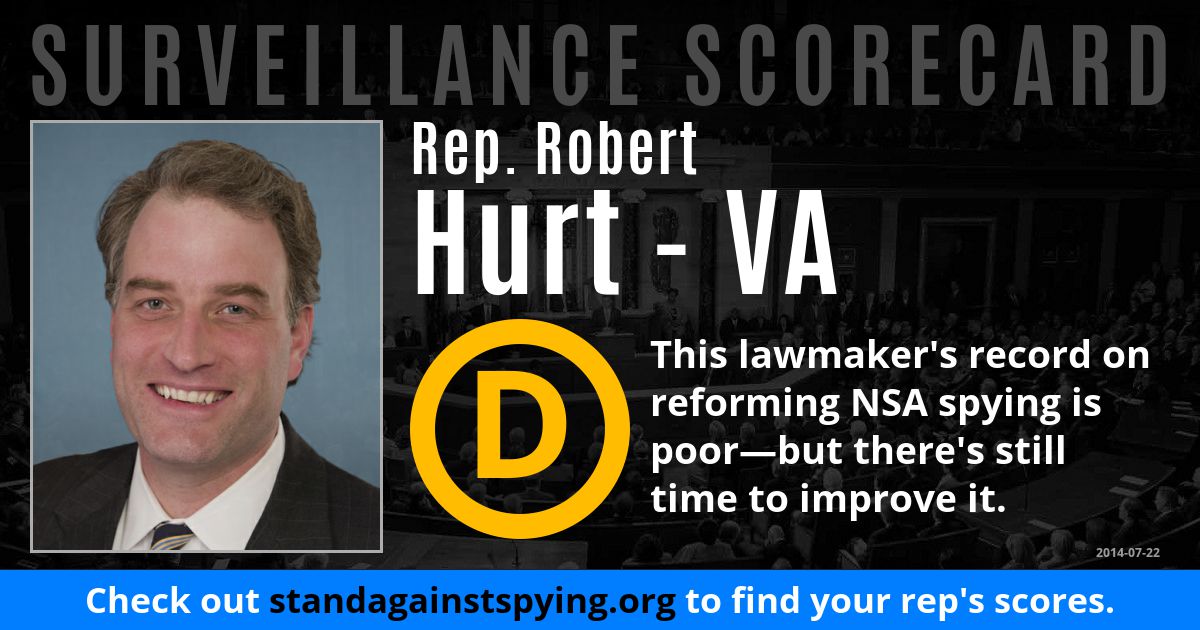 SURVEILLANCE SCORECARD
Rep. Robert
Hurt - VA
D
This lawmaker's record on
reforming NSA spying is
poor—but there's still
time to improve it.
2014-07-22
Check out standagainstspying.org to find your rep's scores.